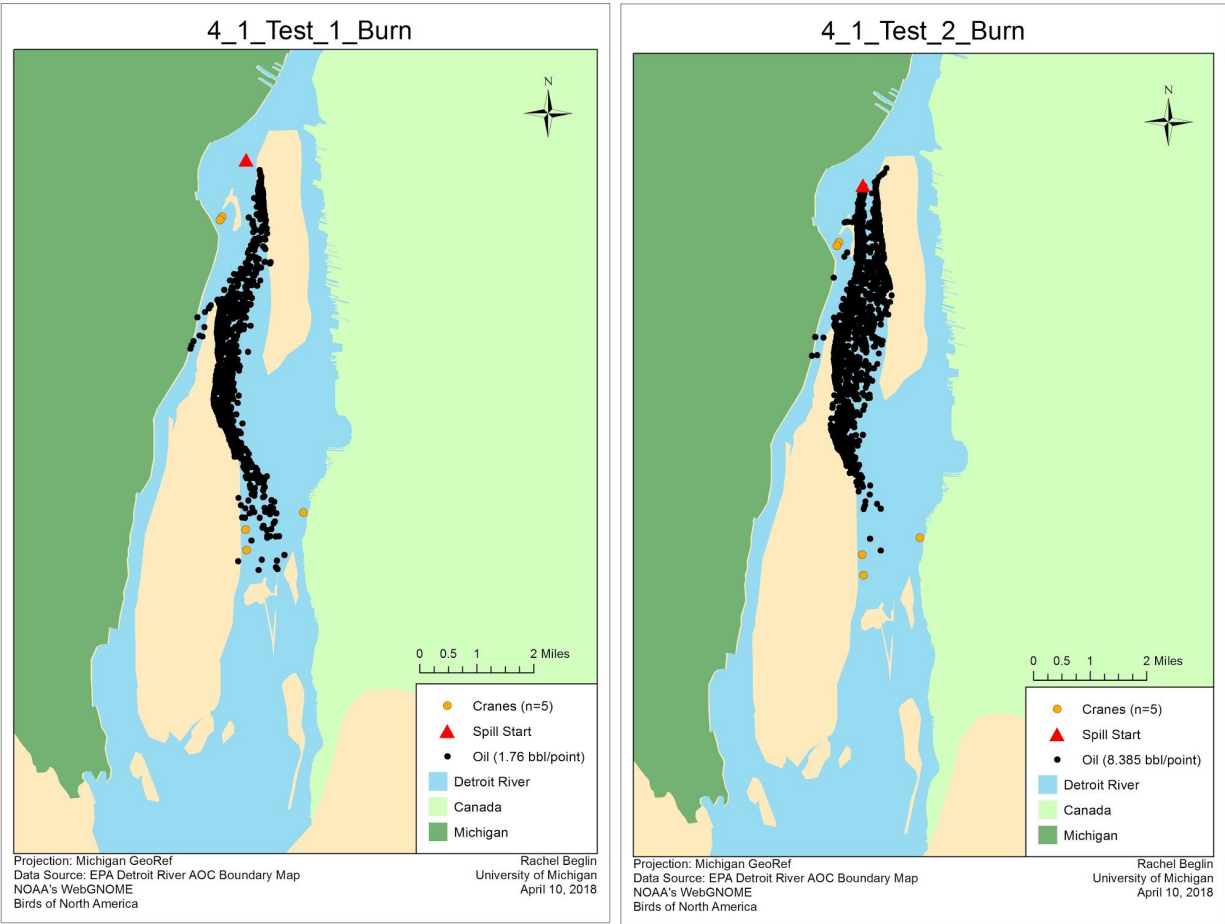 4_1_Test_1_Burn
N
0 0.5 1 2 Miles
Cranes (n=5)
Spill Start
Oil (1.76 bbl/point)
Detroit River
Canada
Michigan
Projection: Michigan GeoRef
Data Source: EPA Detroit River AOC Boundary Map
NOAA's WebGNOME
Birds of North America
Rachel Beglin
University of Michigan
April 10, 2018
4_1_Test_2_Burn
N
0 0.5 1 2 Miles
Cranes (n=5)
Spill Start
Oil (8.385 bbl/point)
Detroit River
Canada
Michigan
Projection: Michigan GeoRef
Data Source: EPA Detroit River AOC Boundary Map
NOAA's WebGNOME
Birds of North America
Rachel Beglin
University of Michigan
April 10, 2018